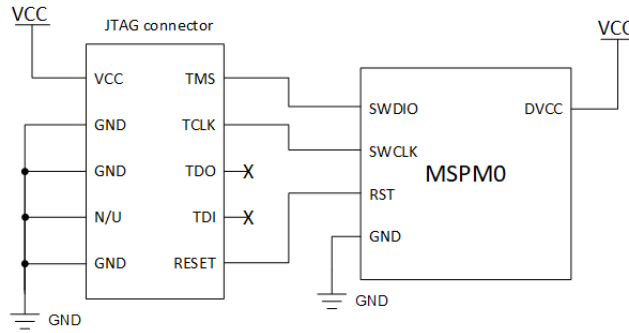 VCC
JTAG connector
VCC
VCC
TMS
GND
TCLK
GND
TDO
N/U
TDI
GND
RESET
GND
SWDIO
DVCC
SWCLK
MSPM0
RST
GND
GND